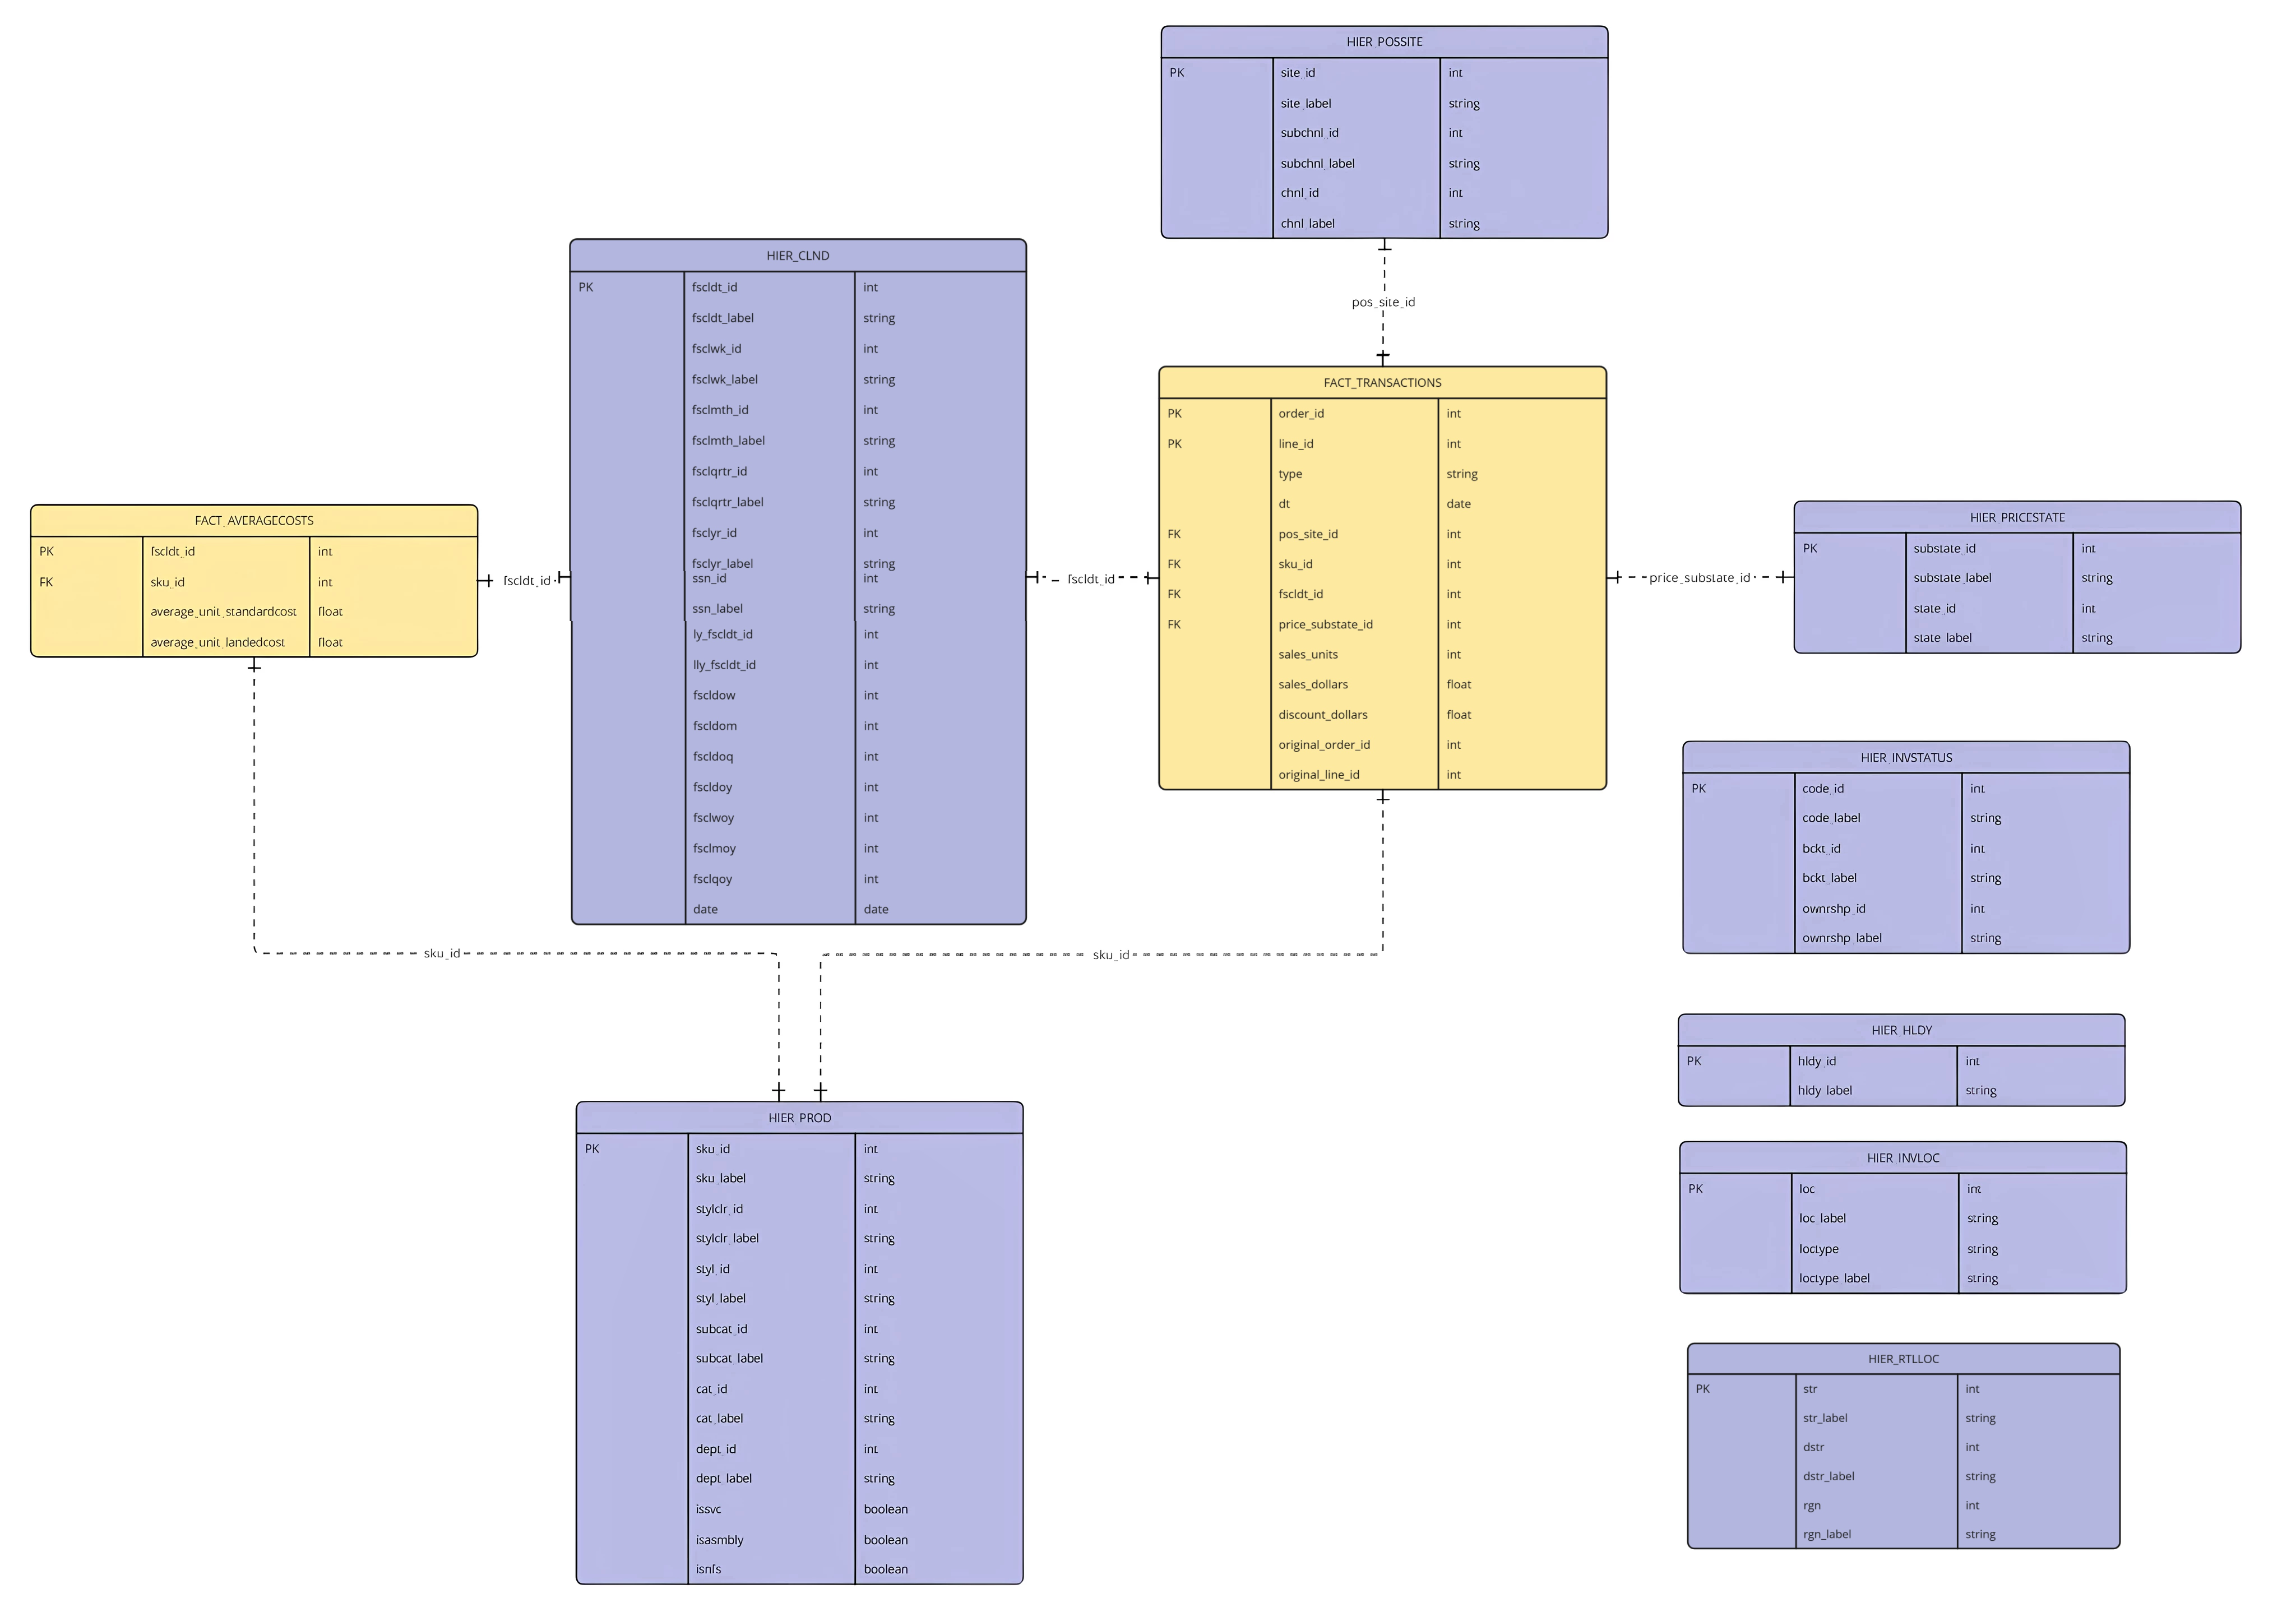 HIER_POSSITE
PK site_id int
site_label string
subchnl_id int
subchnl_label string
chnl_id int
chnl_label string
pos_site_id
HIER_CLND
PK fscldt_id int
fscldt_label string
fsclwk_id int
fsclwk_label string
fsclmth_id int
fsclmth_label string
fsclqrtr_id int
fsclqrtr_label string
fsclyr_id int
fsclyr_label string
ssn_id int
ssn_label string
ly_fscldt_id int
lly_fscldt_id int
fscldow int
fscldom int
fscldoq int
fscldoy int
fsclwoy int
fsclmoy int
fsclqoy int
date date
FACT_TRANSACTIONS
PK order_id int
PK line_id int
type string
dt date
FK pos_site_id int
FK sku_id int
FK fscldt_id int
FK price_substate_id int
sales_units int
sales_dollars float
discount_dollars float
original_order_id int
original_line_id int
FACT_AVERAGECOSTS
PK fscldt_id int
FK sku_id int
average_unit_standardcost float
average_unit_landedcost float
fscldt_id
fscldt_id
price_substate_id
HIER_PRICESTATE
PK substate_id int
substate_label string
state_id int
state_label string
HIER_INVSTATUS
PK code_id int
code_label string
bckt_id int
bckt_label string
ownrshp_id int
ownrshp_label string
sku_id
sku_id
HIER_HLDY
PK hldy_id int
hldy_label string
HIER_PROD
PK sku_id int
sku_label string
stylclr_id int
stylclr_label string
styl_id int
styl_label string
subcat_id int
subcat_label string
cat_id int
cat_label string
dept_id int
dept_label string
issvc boolean
isasmbly boolean
isnfs boolean
HIER_INVLOC
PK loc int
loc_label string
loctype string
loctype_label string
HIER_RTLLOC
PK str int
str_label string
dstr int
dstr_label string
rgn int
rgn_label string